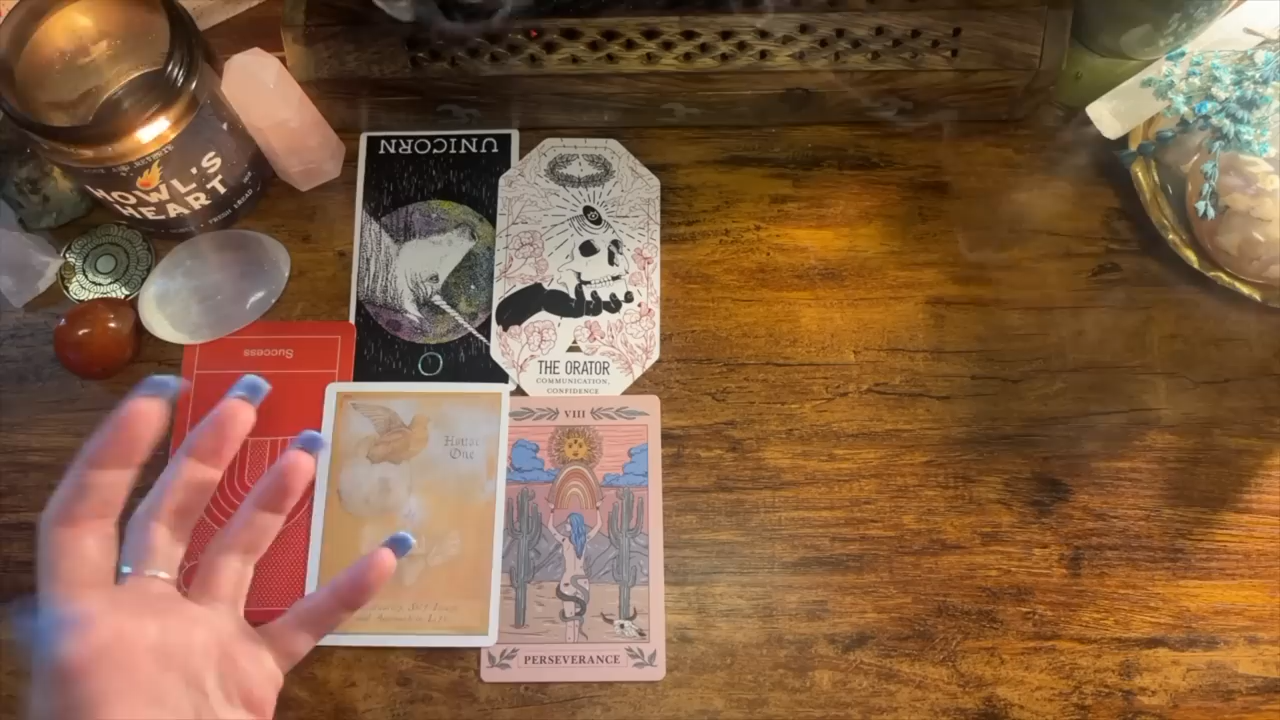 HOWL'S
HEART
UNICORN
THE ORATOR
COMMUNICATION,
CONFIDENCE
Success
House
One
VIII
PERSEVERANCE